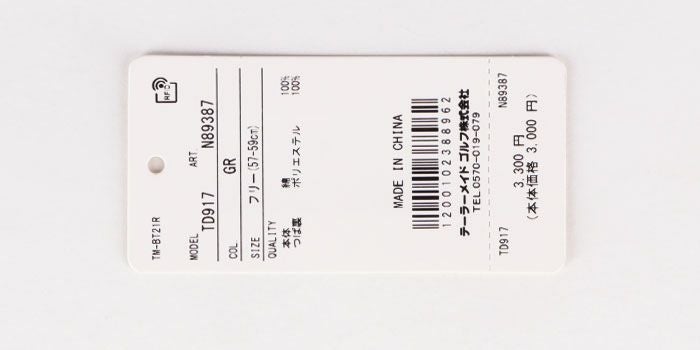 RFID
TM-BT21R
MODEL ART
TD917 N89387
COL GR
SIZE フリー(57-59cm)
QUALITY
本体 綿 100%
つば裏 ポリエステル 100%
MADE IN CHINA
1200102388962
テーラーメイド ゴルフ株式会社
TEL.0570-019-079
TD917 N89387
3,300 円
(本体価格 3,000 円)